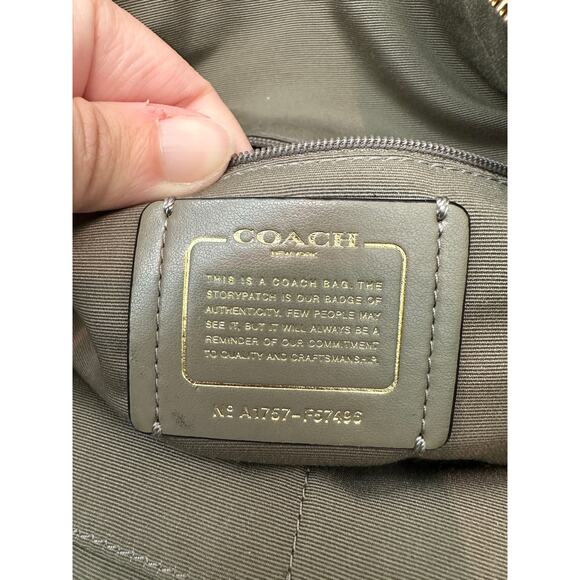 COACH
NEW YORK
THIS IS A COACH BAG. THE
STORYPATCH IS OUR BADGE OF
AUTHENTICITY. FEW PEOPLE MAY
SEE IT, BUT IT WILL ALWAYS BE A
REMINDER OF OUR COMMITMENT
TO QUALITY AND CRAFTSMANSHIP.
Nº A1757-F57496